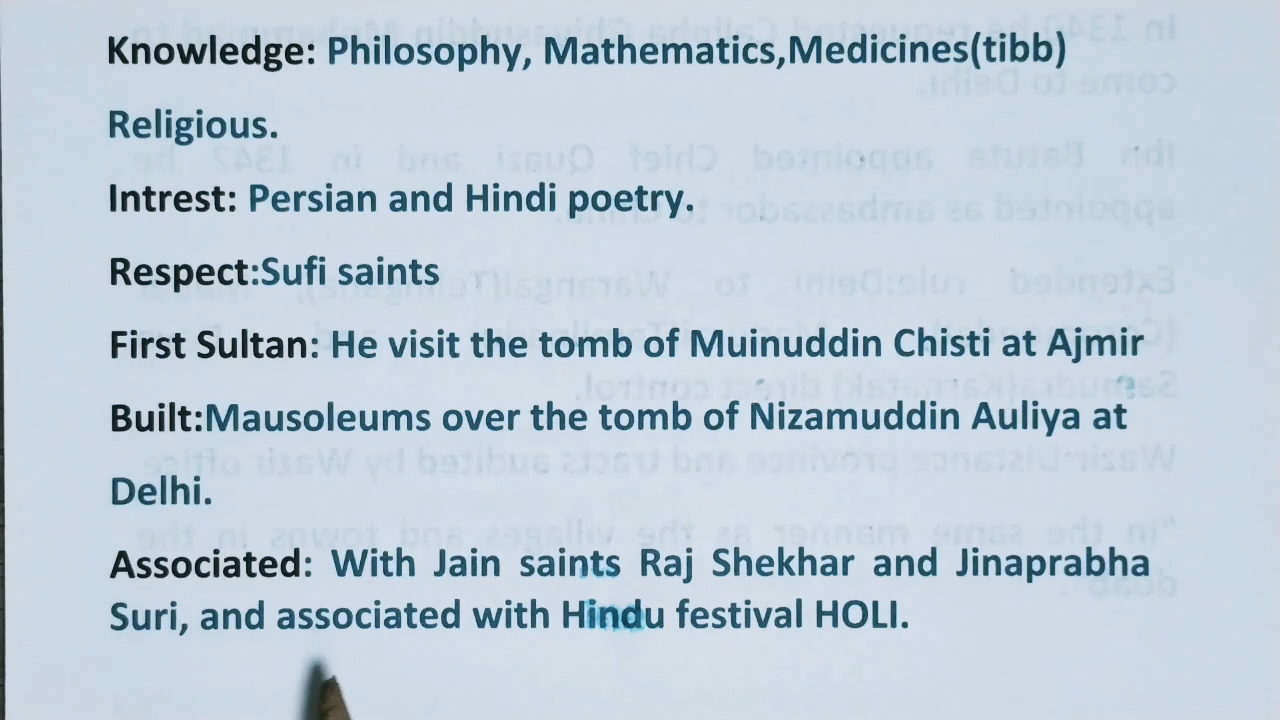 Knowledge: Philosophy, Mathematics,Medicines(tibb)
Religious.
Intrest: Persian and Hindi poetry.
Respect:Sufi saints
First Sultan: He visit the tomb of Muinuddin Chisti at Ajmir
Built:Mausoleums over the tomb of Nizamuddin Auliya at
Delhi.
Associated: With Jain saints Raj Shekhar and Jinaprabha
Suri, and associated with Hindu festival HOLI.